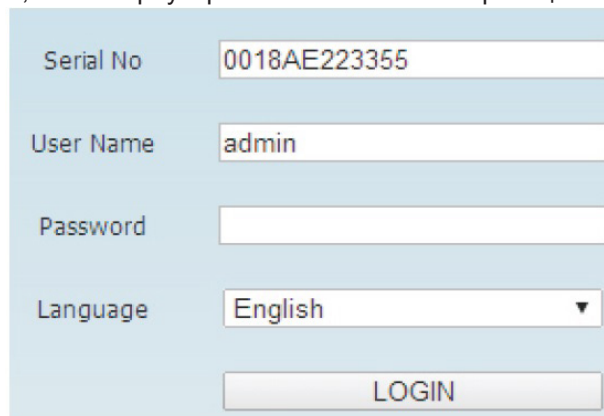 Serial No 0018AE223355
User Name admin
Password
Language English
LOGIN